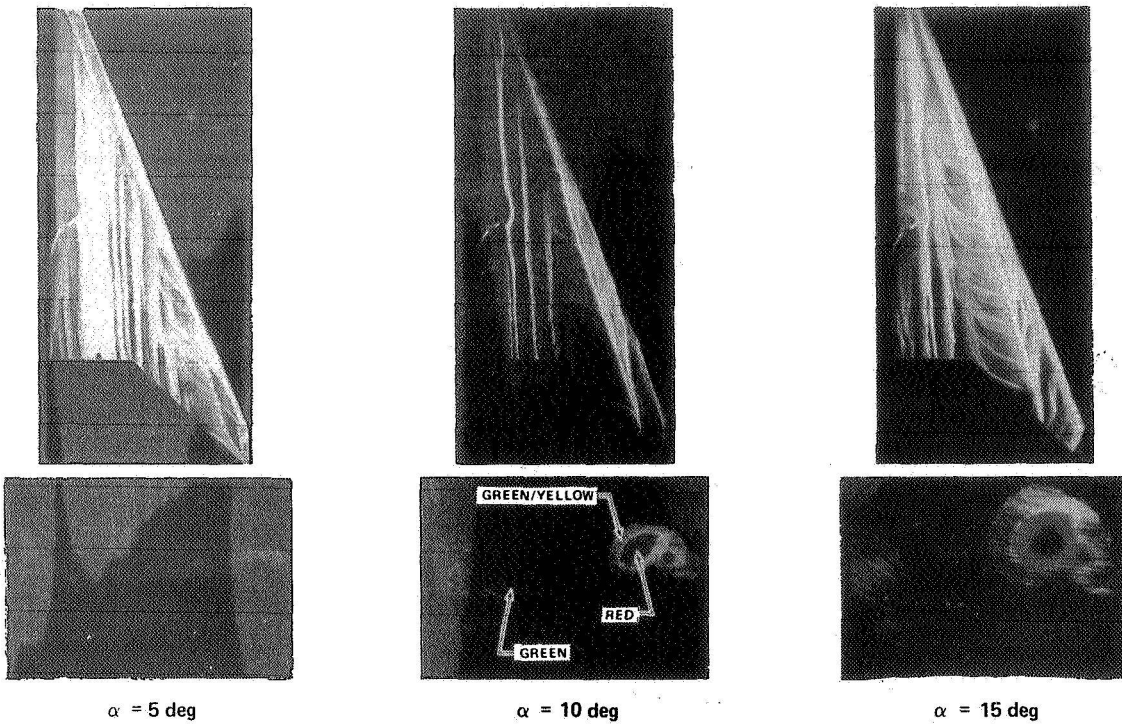 GREEN/YELLOW
RED
GREEN
α = 5 deg
α = 10 deg
α = 15 deg